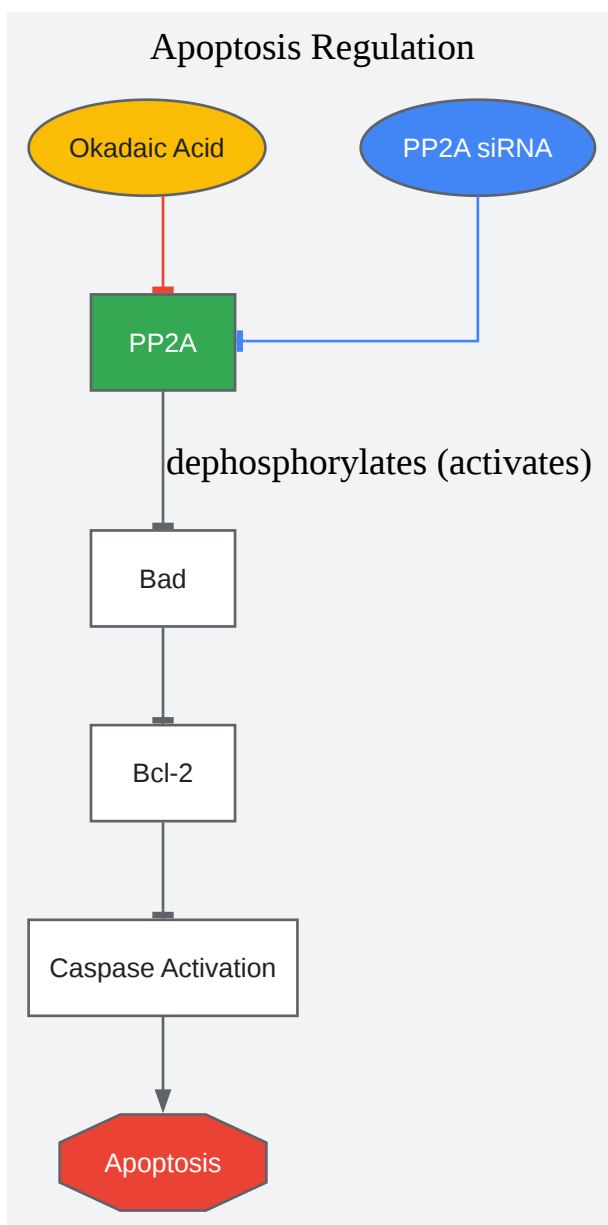 Apoptosis Regulation
Okadaic Acid
PP2A siRNA
PP2A
dephosphorylates (activates)
Bad
Bcl-2
Caspase Activation
Apoptosis